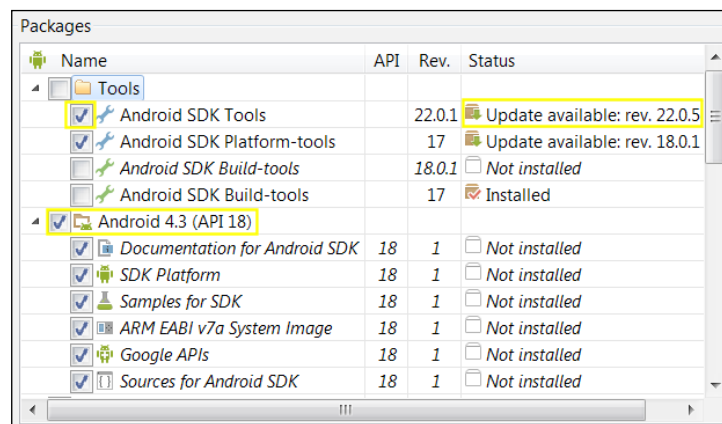 Packages
Name API Rev. Status
Tools
Android SDK Tools 22.0.1 Update available: rev. 22.0.5
Android SDK Platform-tools 17 Update available: rev. 18.0.1
Android SDK Build-tools 18.0.1 Not installed
Android SDK Build-tools 17 Installed
Android 4.3 (API 18)
Documentation for Android SDK 18 1 Not installed
SDK Platform 18 1 Not installed
Samples for SDK 18 1 Not installed
ARM EABI v7a System Image 18 1 Not installed
Google APIs 18 1 Not installed
Sources for Android SDK 18 1 Not installed